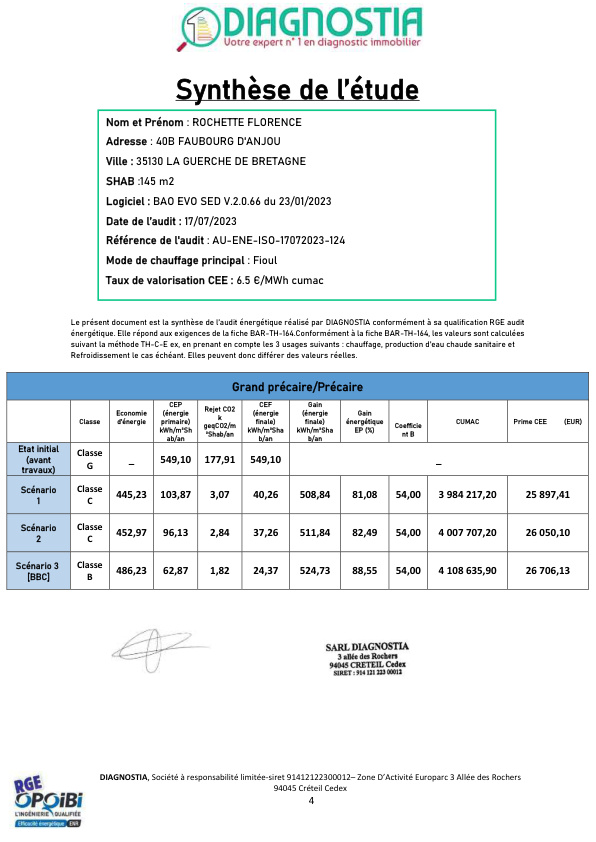 DIAGNOSTIA
Votre expert n°1 en diagnostic immobilier
Synthèse de l'étude
Nom et Prénom : ROCHETTE FLORENCE
Adresse : 40B FAUBOURG D'ANJOU
Ville : 35130 LA GUERCHE DE BRETAGNE
SHAB :145 m2
Logiciel : BAO EVO SED V.2.0.66 du 23/01/2023
Date de l'audit : 17/07/2023
Référence de l'audit : AU-ENE-ISO-17072023-124
Mode de chauffage principal : Fioul
Taux de valorisation CEE : 6.5 €/MWh cumac
Le présent document est la synthèse de l'audit énergétique réalisé par DIAGNOSTIA conformément à sa qualification RGE audit
énergétique. Elle répond aux exigences de la fiche BAR-TH-164.Conformément à la fiche BAR-TH-164, les valeurs sont calculées
suivant la méthode TH-C-E ex, en prenant en compte les 3 usages suivants : chauffage, production d'eau chaude sanitaire et
Refroidissement le cas échéant. Elles peuvent donc différer des valeurs réelles.
Grand précaire/Précaire
Classe
Economie
d'énergie
CEP
(énergie
primaire)
kWh/m²Sh
ab/an
Rejet CO2
k
geqCO2/m
²Shab/an
CEF
(énergie
finale)
kWh/m²Sha
b/an
Gain
(énergie
finale)
kWh/m²Sha
b/an
Gain
énergétique
EP (%)
Coefficie
nt B
CUMAC
Prime CEE (EUR)
Etat initial
(avant
travaux)
Classe
G
_ 549,10 177,91 549,10 _
Scénario
1
Classe
C
445,23 103,87 3,07 40,26 508,84 81,08 54,00 3 984 217,20 25 897,41
Scénario
2
Classe
C
452,97 96,13 2,84 37,26 511,84 82,49 54,00 4 007 707,20 26 050,10
Scénario 3
[BBC]
Classe
B
486,23 62,87 1,82 24,37 524,73 88,55 54,00 4 108 635,90 26 706,13
SARL DIAGNOSTIA
3 allée des Rochers
94045 CRETEIL Cedex
SIRET : 914 121 223 00012
DIAGNOSTIA, Société à responsabilité limitée-siret 91412122300012– Zone D'Activité Europarc 3 Allée des Rochers
94045 Créteil Cedex
4
RGE
OPQIBI
L'INGÉNIERIE QUALIFIÉE
Efficacité énergétique ENR